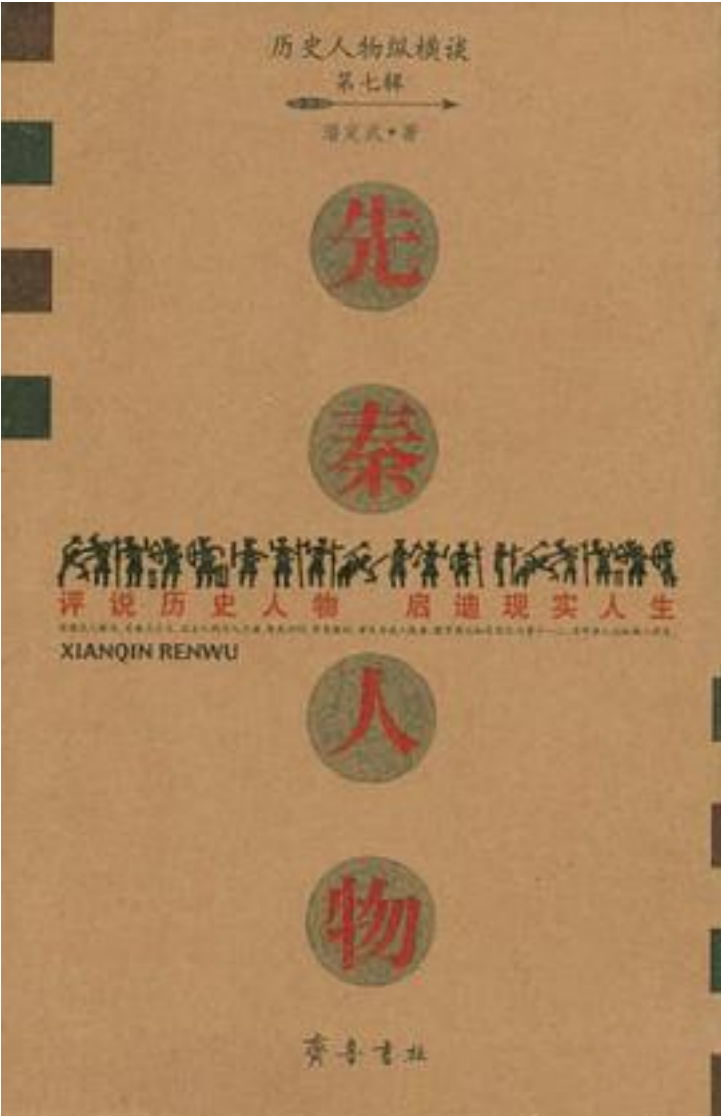 历史人物纵横谈
第七辑
潘定武·著
先
秦
评说历史人物 启迪现实人生
XIANQIN RENWU
人
物
齐鲁书社